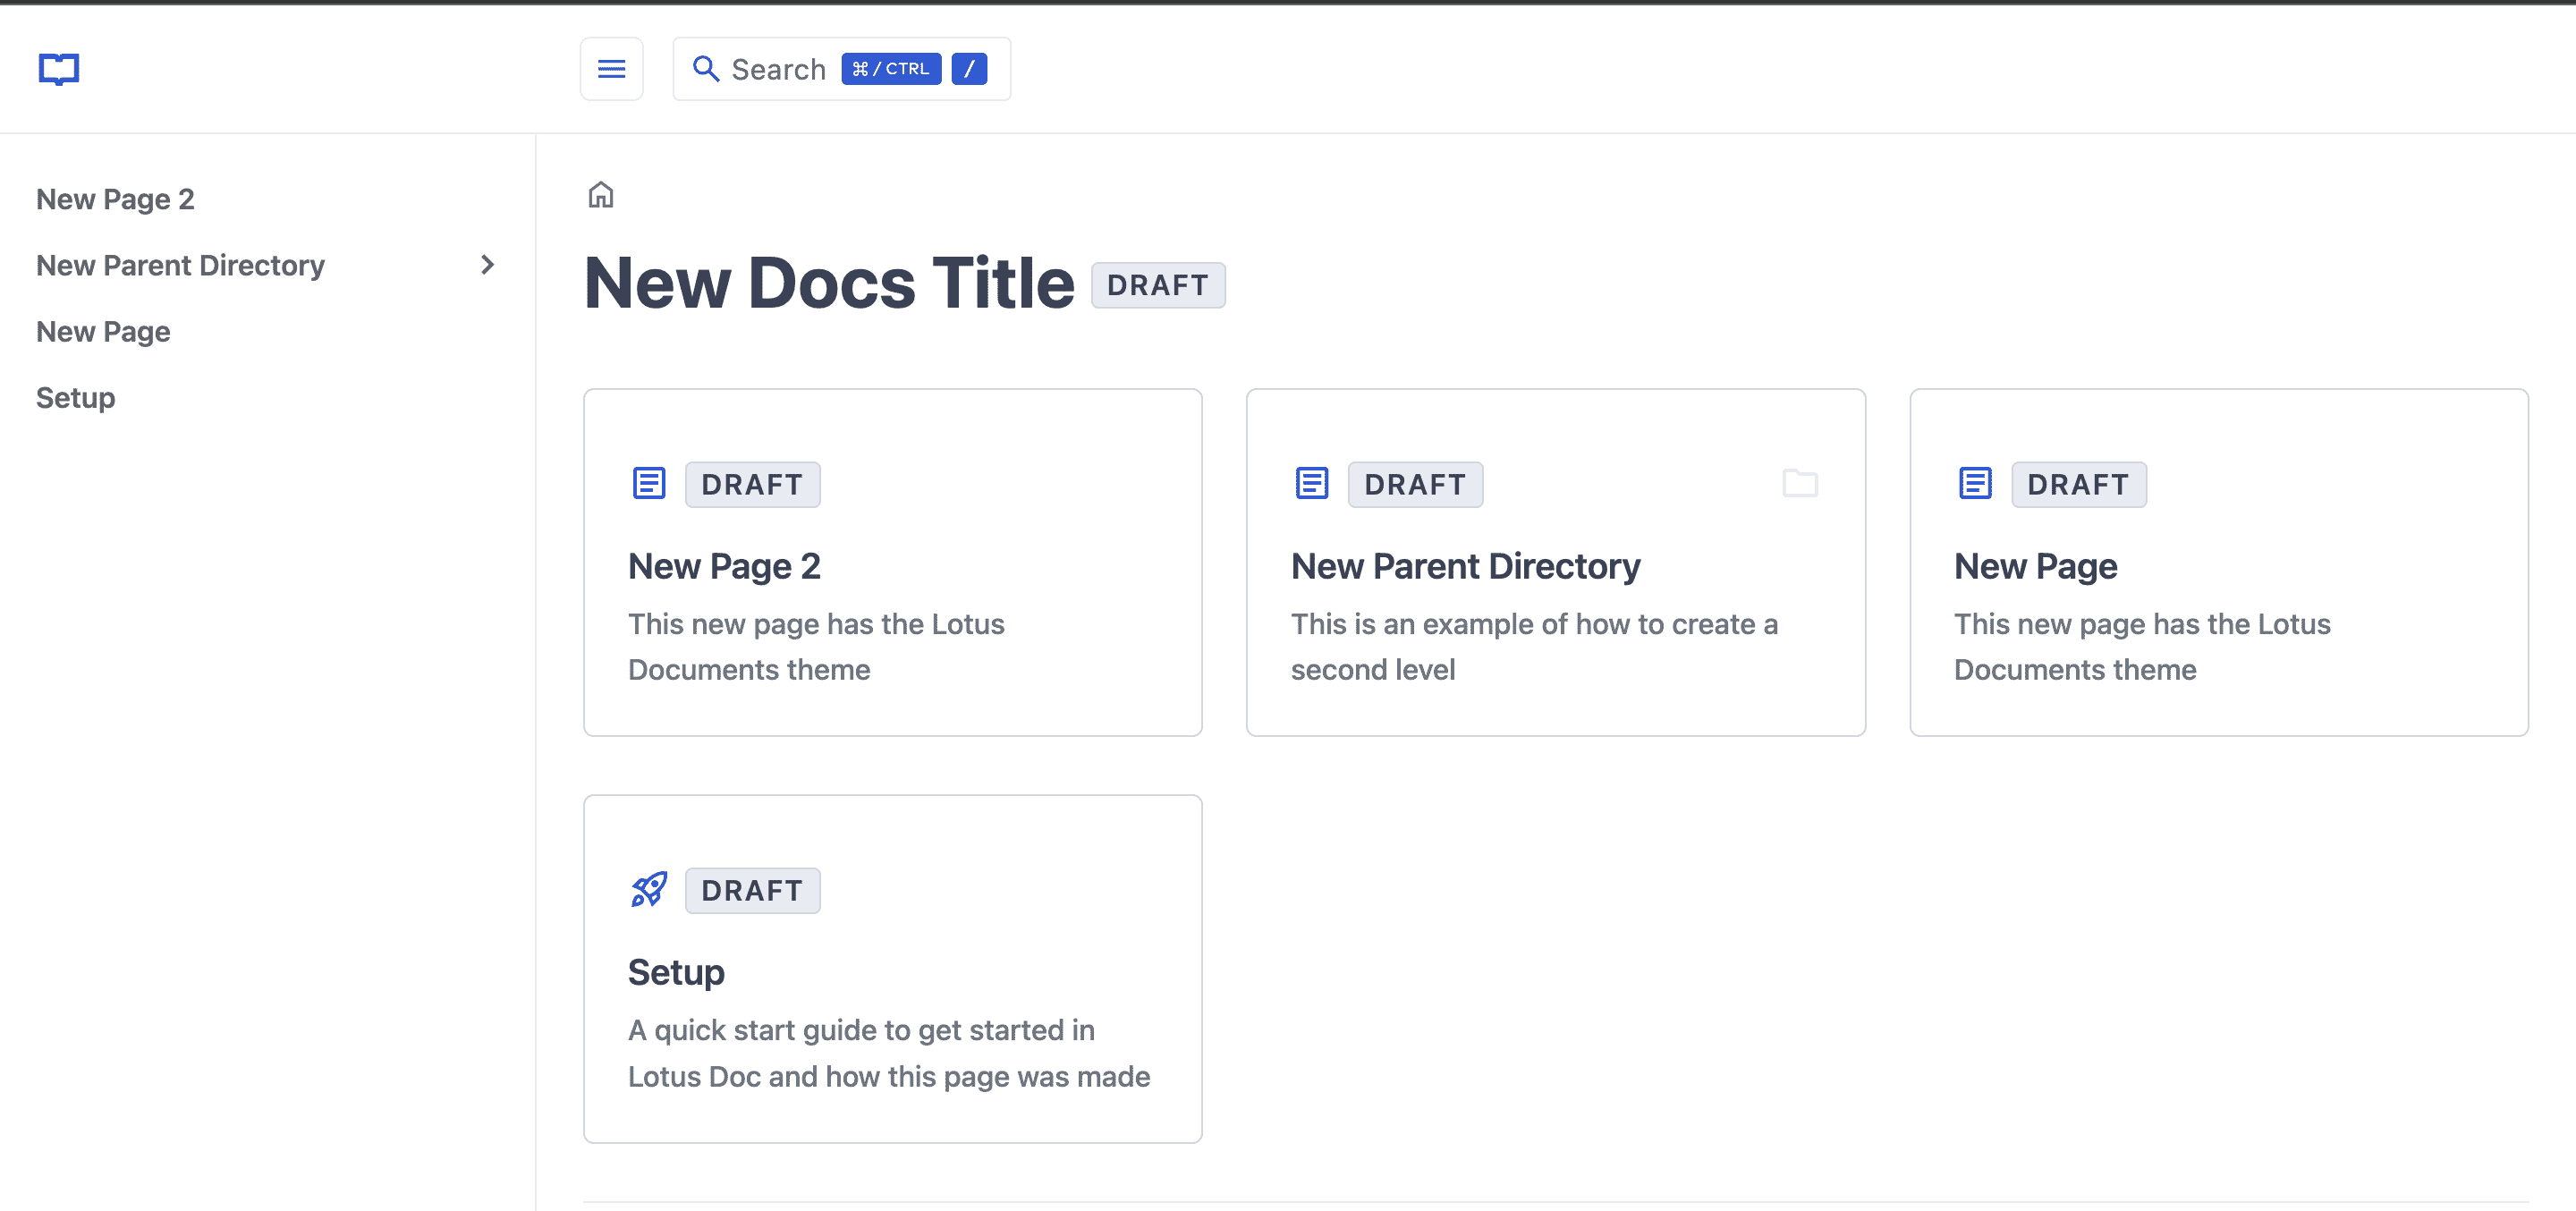 Search ⌘ / CTRL /
New Page 2
New Parent Directory
New Page
Setup
New Docs Title DRAFT
DRAFT
New Page 2
This new page has the Lotus
Documents theme
DRAFT
New Parent Directory
This is an example of how to create a
second level
DRAFT
New Page
This new page has the Lotus
Documents theme
DRAFT
Setup
A quick start guide to get started in
Lotus Doc and how this page was made